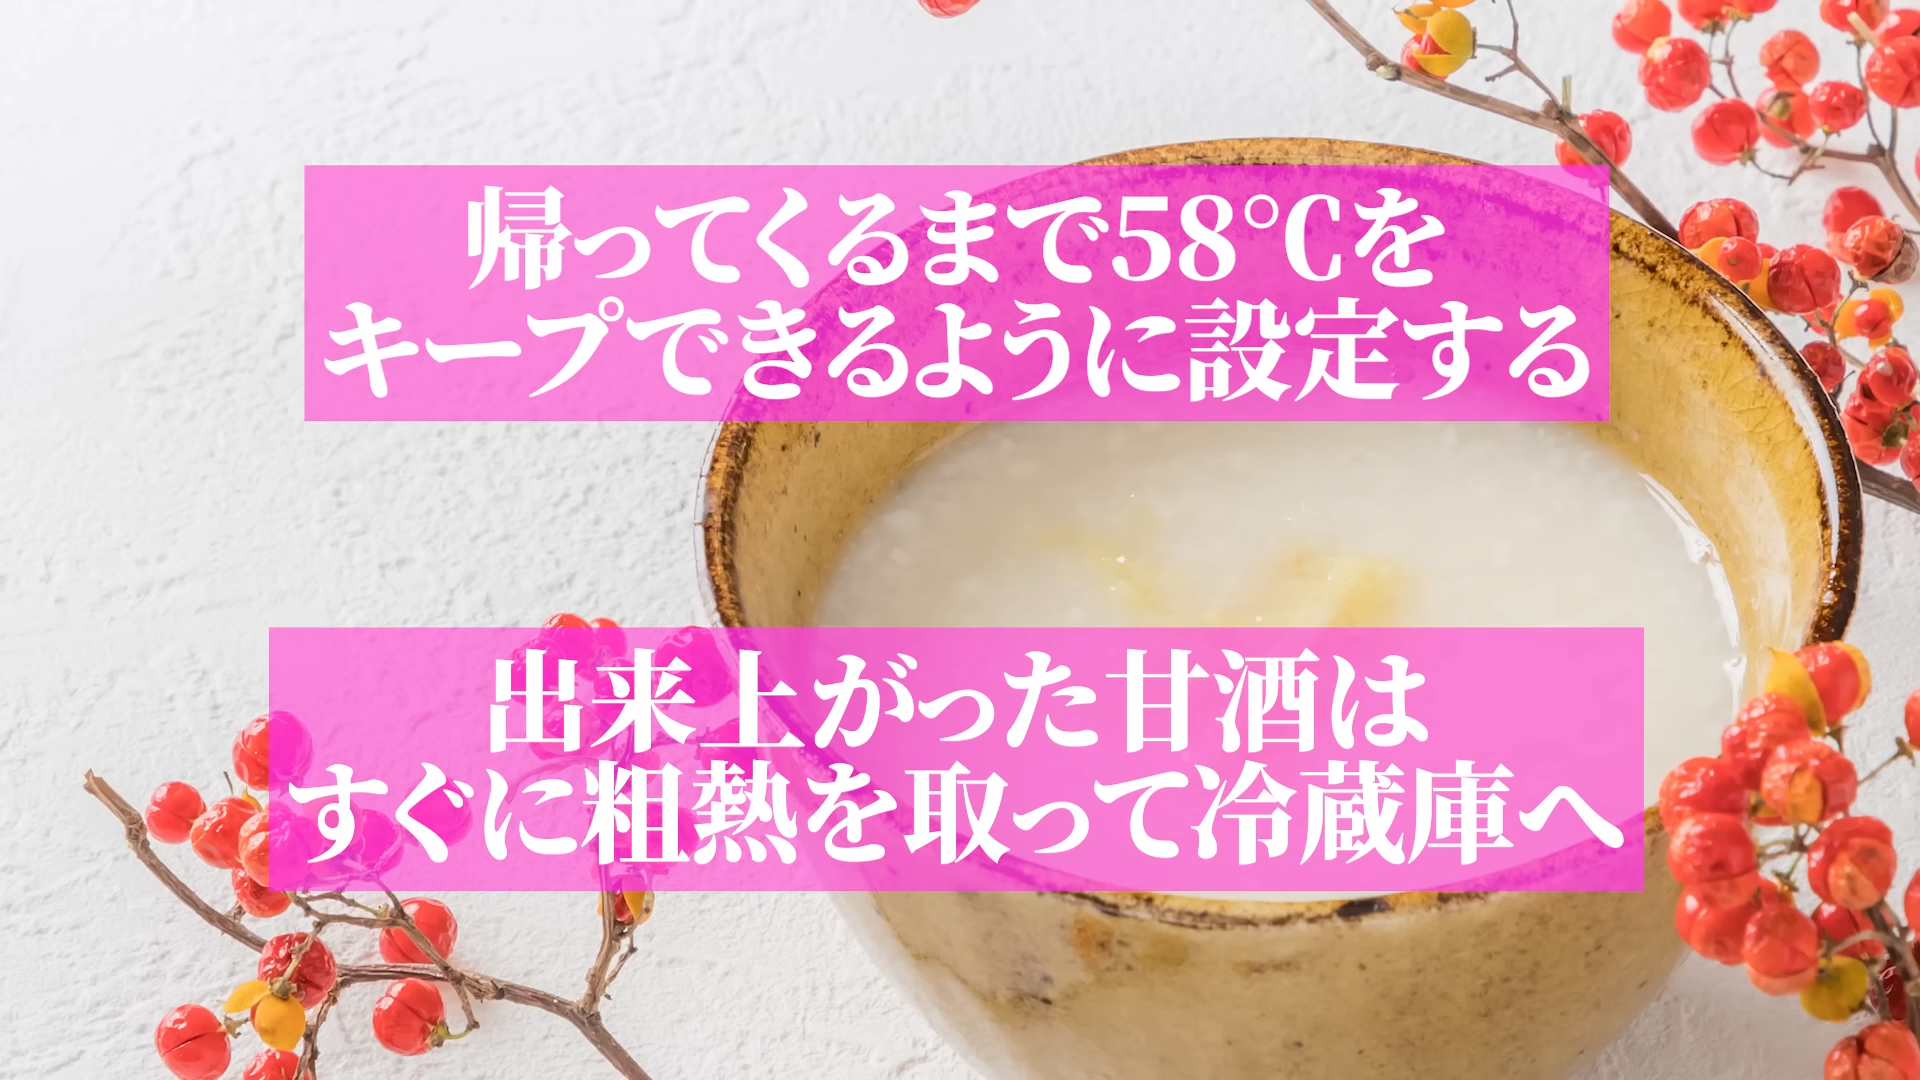 帰ってくるまで58℃を
キープできるように設定する
出来上がった甘酒は
すぐに粗熱を取って冷蔵庫へ